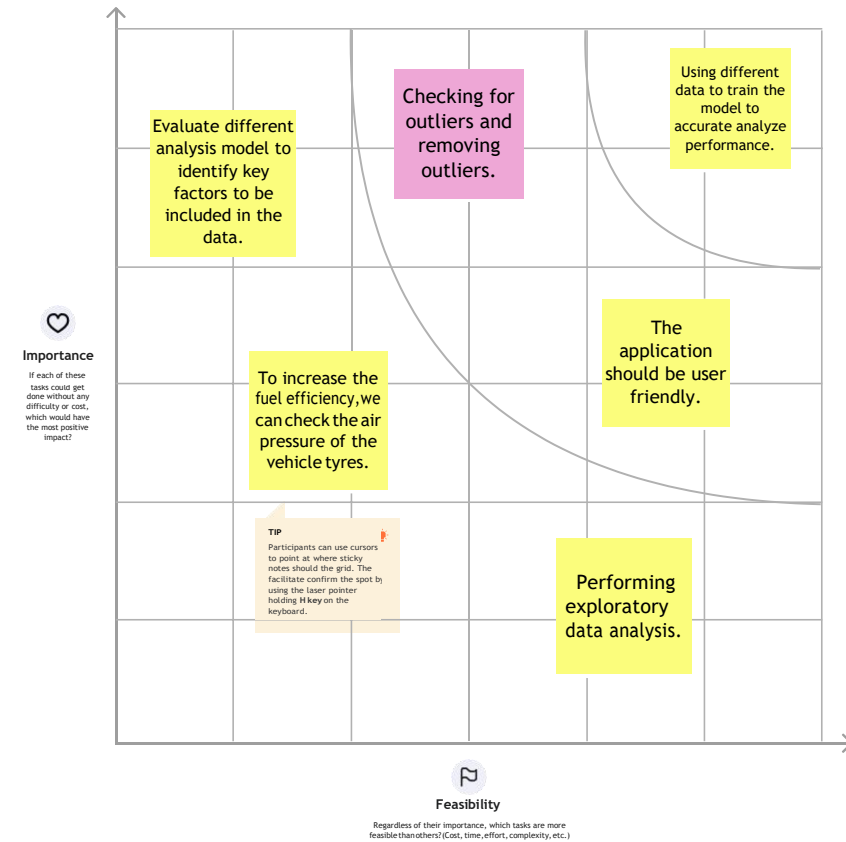 Evaluate different
analysis model to
identify key
factors to be
included in the
data.
Checking for
outliers and
removing
outliers.
Using different
data to train the
model to
accurate analyze
performance.
Importance
If each of these
tasks could get
done without any
difficulty or cost,
which would have
the most positive
impact?
To increase the
fuel efficiency,we
can check the air
pressure of the
vehicle tyres.
The
application
should be user
friendly.
TIP
Participants can use cursors
to point at where sticky
notes should the grid. The
facilitate confirm the spot by
using the laser pointer
holding H key on the
keyboard.
Performing
exploratory
data analysis.
Feasibility
Regardless of their importance, which tasks are more
feasible than others? (Cost, time, effort, complexity, etc.)